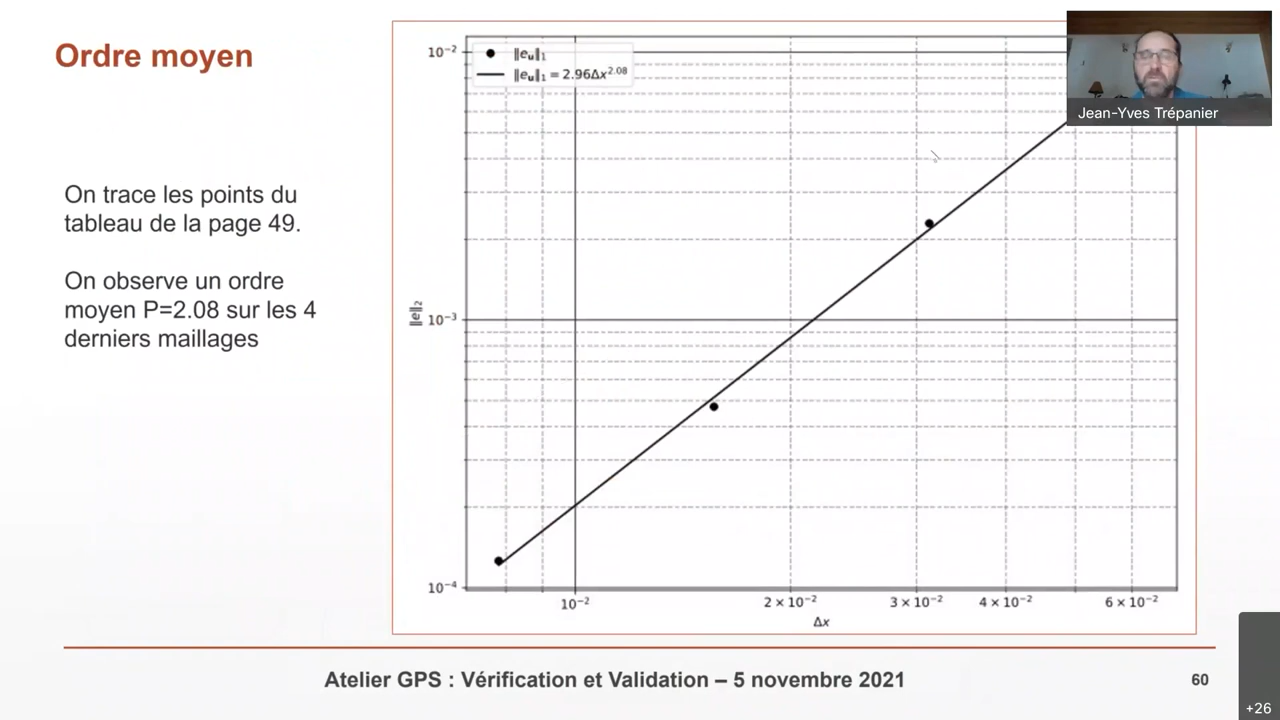 Ordre moyen
Jean-Yves Trépanier
On trace les points du
tableau de la page 49.
On observe un ordre
moyen P=2.08 sur les 4
derniers maillages
‖e_u‖₁
‖e_u‖₁ = 2.96Δx^2.08
‖e‖₂
10⁻²
10⁻³
10⁻⁴
10⁻²
2 × 10⁻²
3 × 10⁻²
4 × 10⁻²
6 × 10⁻²
Δx
Atelier GPS : Vérification et Validation – 5 novembre 2021
60
+26